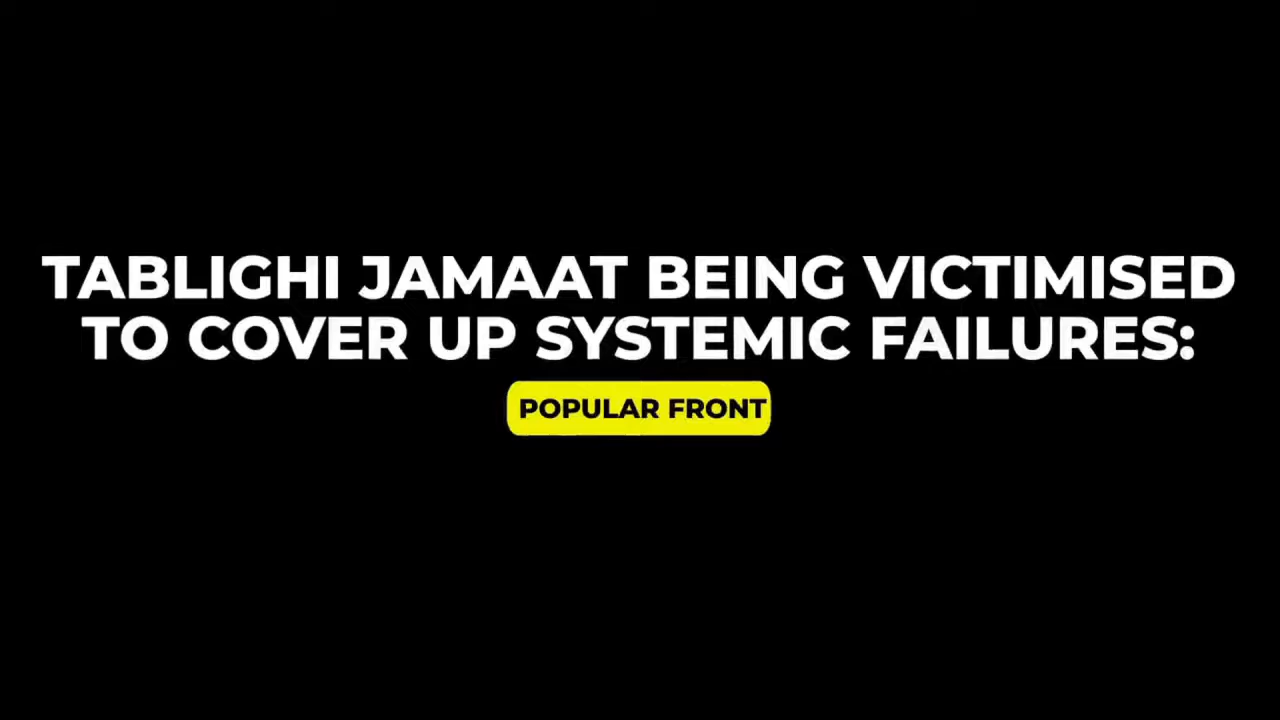 TABLIGHI JAMAAT BEING VICTIMISED
TO COVER UP SYSTEMIC FAILURES:
POPULAR FRONT